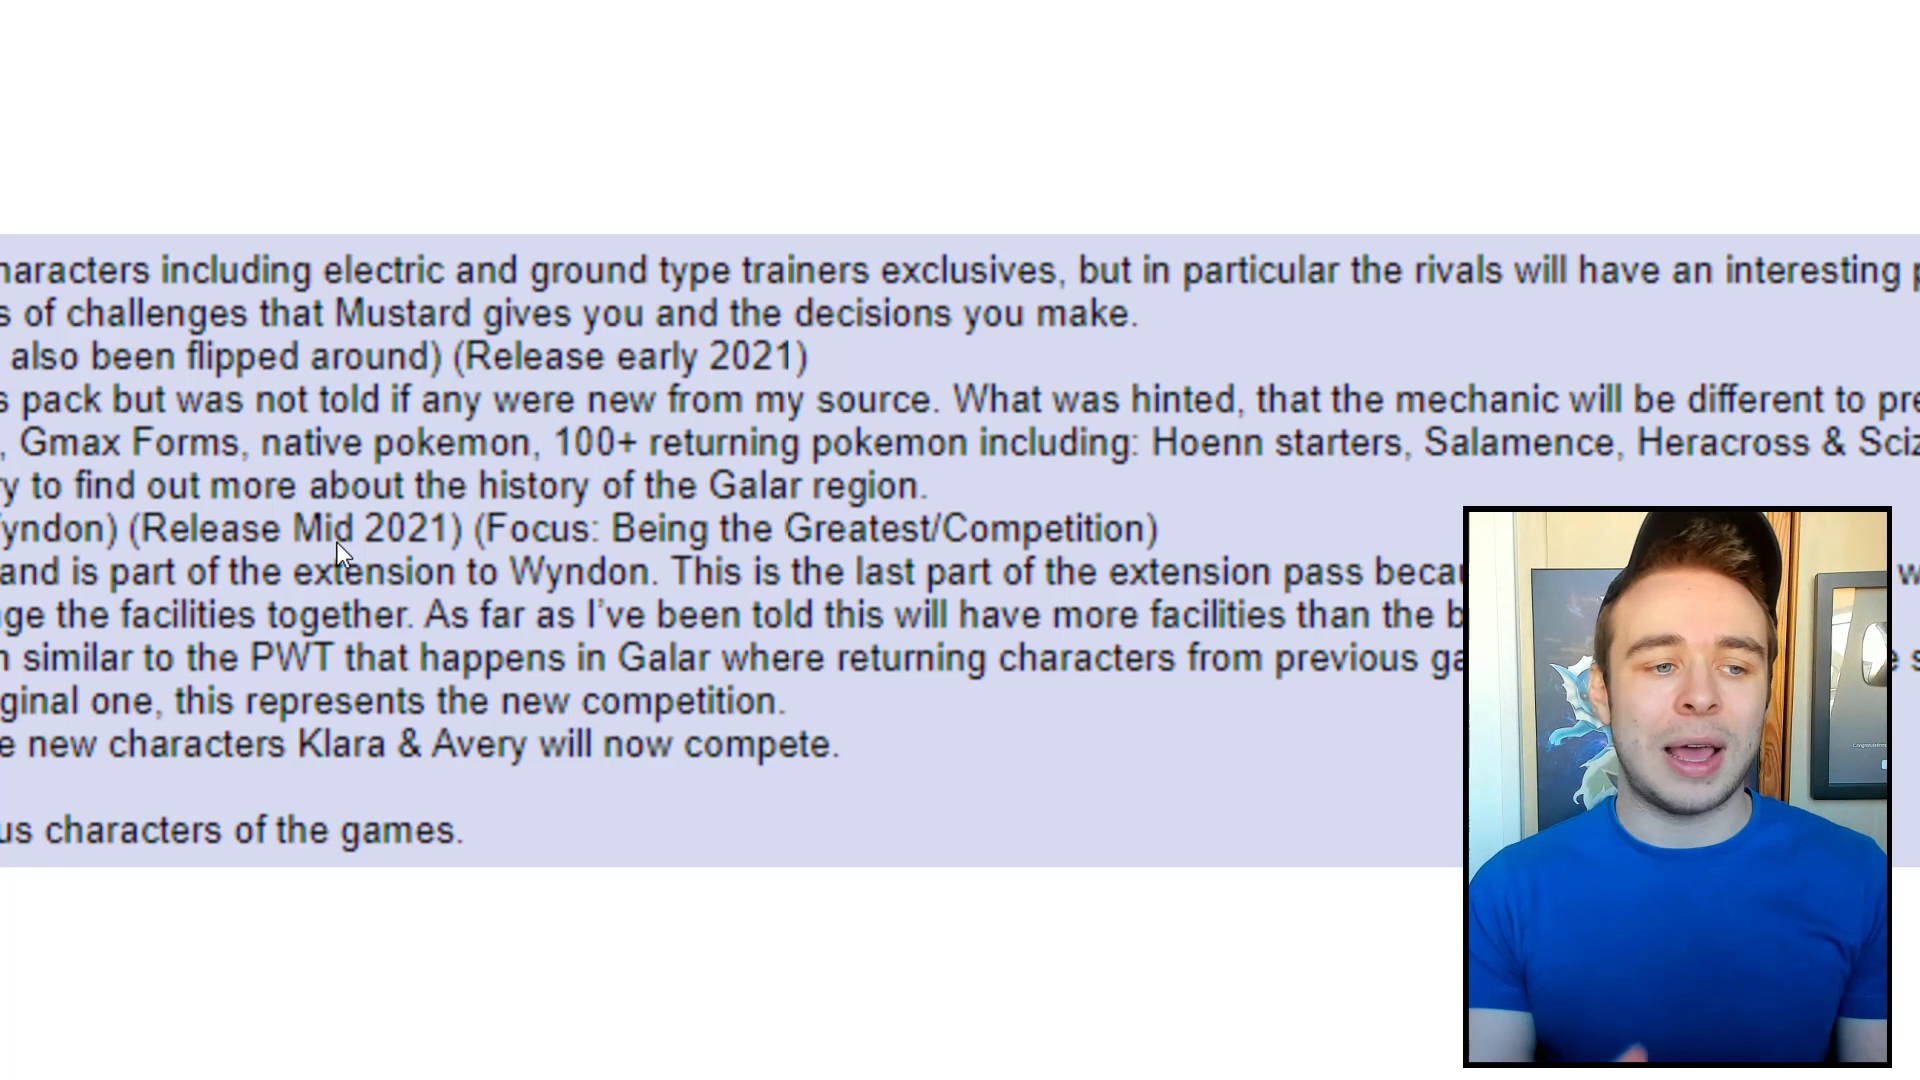 haracters including electric and ground type trainers exclusives, but in particular the rivals will have an interesting p
s of challenges that Mustard gives you and the decisions you make.
also been flipped around) (Release early 2021)
s pack but was not told if any were new from my source. What was hinted, that the mechanic will be different to pre
, Gmax Forms, native pokemon, 100+ returning pokemon including: Hoenn starters, Salamence, Heracross & Sciz
ry to find out more about the history of the Galar region.
yndon) (Release Mid 2021) (Focus: Being the Greatest/Competition)
and is part of the extension to Wyndon. This is the last part of the extension pass becau w
ge the facilities together. As far as I've been told this will have more facilities than the b
n similar to the PWT that happens in Galar where returning characters from previous ga e s
ginal one, this represents the new competition.
e new characters Klara & Avery will now compete.
us characters of the games.